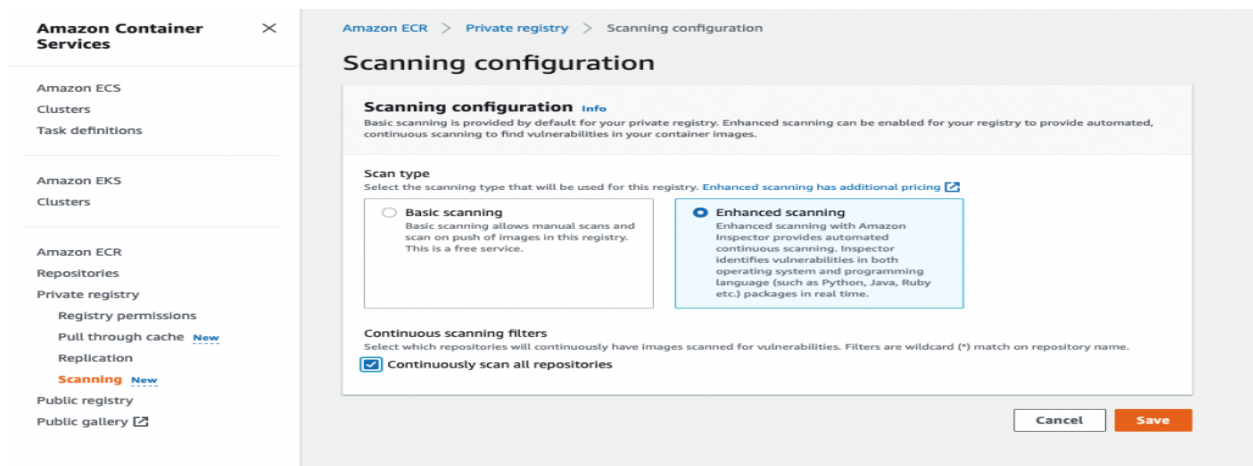 Amazon Container
Services
Amazon ECS
Clusters
Task definitions
Amazon EKS
Clusters
Amazon ECR
Repositories
Private registry
Registry permissions
Pull through cache New
Replication
Scanning New
Public registry
Public gallery
Amazon ECR > Private registry > Scanning configuration
Scanning configuration
Scanning configuration Info
Basic scanning is provided by default for your private registry. Enhanced scanning can be enabled for your registry to provide automated,
continuous scanning to find vulnerabilities in your container images.
Scan type
Select the scanning type that will be used for this registry. Enhanced scanning has additional pricing
Basic scanning
Basic scanning allows manual scans and
scan on push of images in this registry.
This is a free service.
Enhanced scanning
Enhanced scanning with Amazon
Inspector provides automated
continuous scanning. Inspector
identifies vulnerabilities in both
operating system and programming
language (such as Python, Java, Ruby
etc.) packages in real time.
Continuous scanning filters
Select which repositories will continuously have images scanned for vulnerabilities. Filters are wildcard (*) match on repository name.
Continuously scan all repositories
Cancel Save